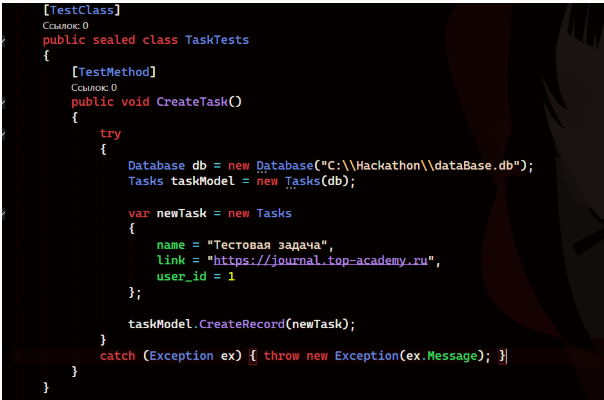 [TestClass]
Ссылок: 0
public sealed class TaskTests
{
[TestMethod]
Ссылок: 0
public void CreateTask()
{
try
{
Database db = new Database("C:\\Hackathon\\dataBase.db");
Tasks taskModel = new Tasks(db);
var newTask = new Tasks
{
name = "Тестовая задача",
link = "https://journal.top-academy.ru",
user_id = 1
};
taskModel.CreateRecord(newTask);
}
catch (Exception ex) { throw new Exception(ex.Message); }
}
}